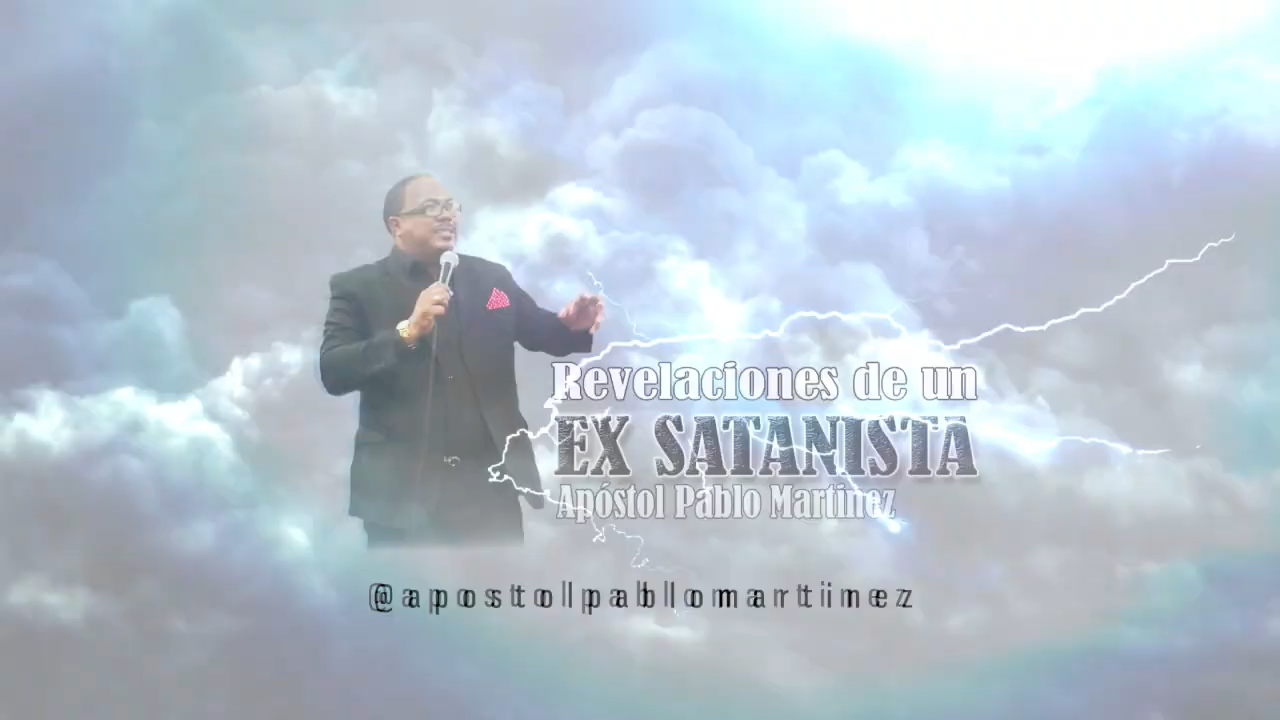 Revelaciones de un
EX SATANISTA
Apóstol Pablo Martinez
@apostolpablomartinez